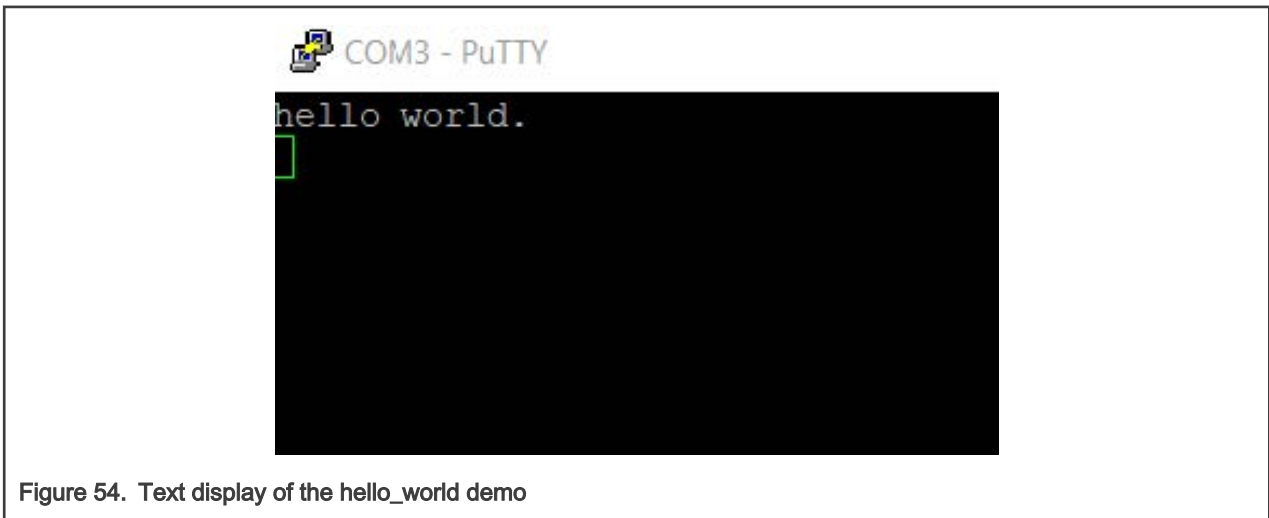 COM3 - PuTTY
hello world.
Figure 54. Text display of the hello_world demo